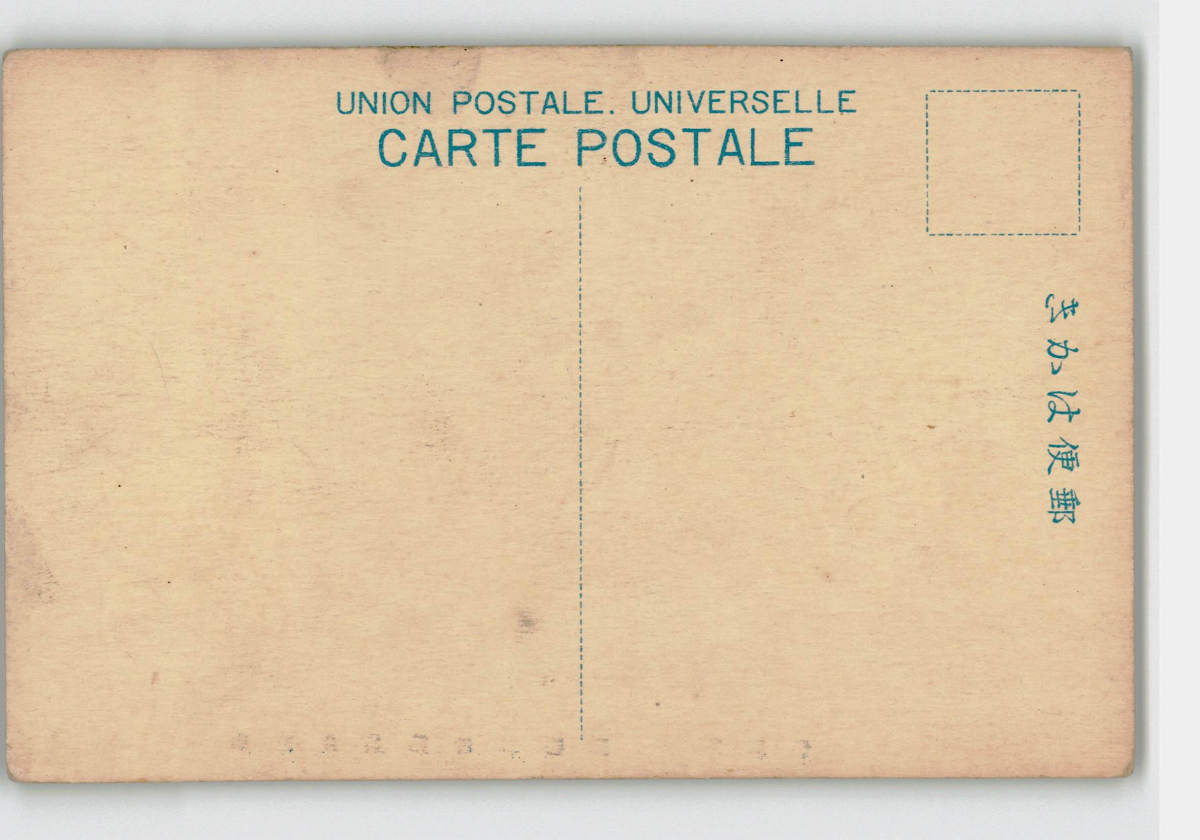 UNION POSTALE. UNIVERSELLE
CARTE POSTALE
郵便はかき